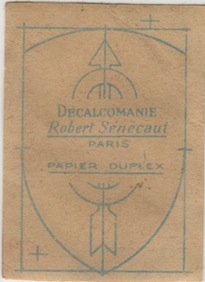 DÉCALCOMANIE
Robert Sénécaut
PARIS
PAPIER DUPLEX